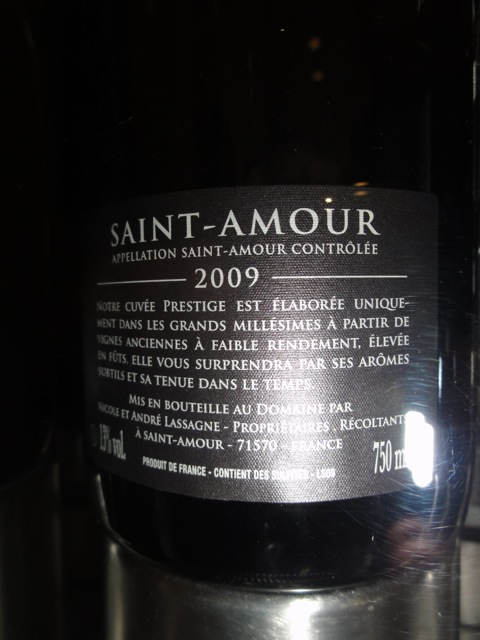 SAINT-AMOUR
APPELLATION SAINT-AMOUR CONTRÔLÉE
2009
NOTRE CUVÉE PRESTIGE EST ÉLABORÉE UNIQUE-
MENT DANS LES GRANDS MILLÉSIMES À PARTIR DE
VIGNES ANCIENNES À FAIBLE RENDEMENT, ÉLEVÉE
EN FÛTS, ELLE VOUS SURPRENDRA PAR SES ARÔMES
SUBTILS ET SA TENUE DANS LE TEMPS.
MIS EN BOUTEILLE AU DOMAINE PAR
NICOLE ET ANDRÉ LASSAGNE - PROPRIÉTAIRES, RÉCOLTANTS
À SAINT-AMOUR - 71570 - FRANCE
13% vol.
750 m
PRODUIT DE FRANCE - CONTIENT DES SULFITES - LS09